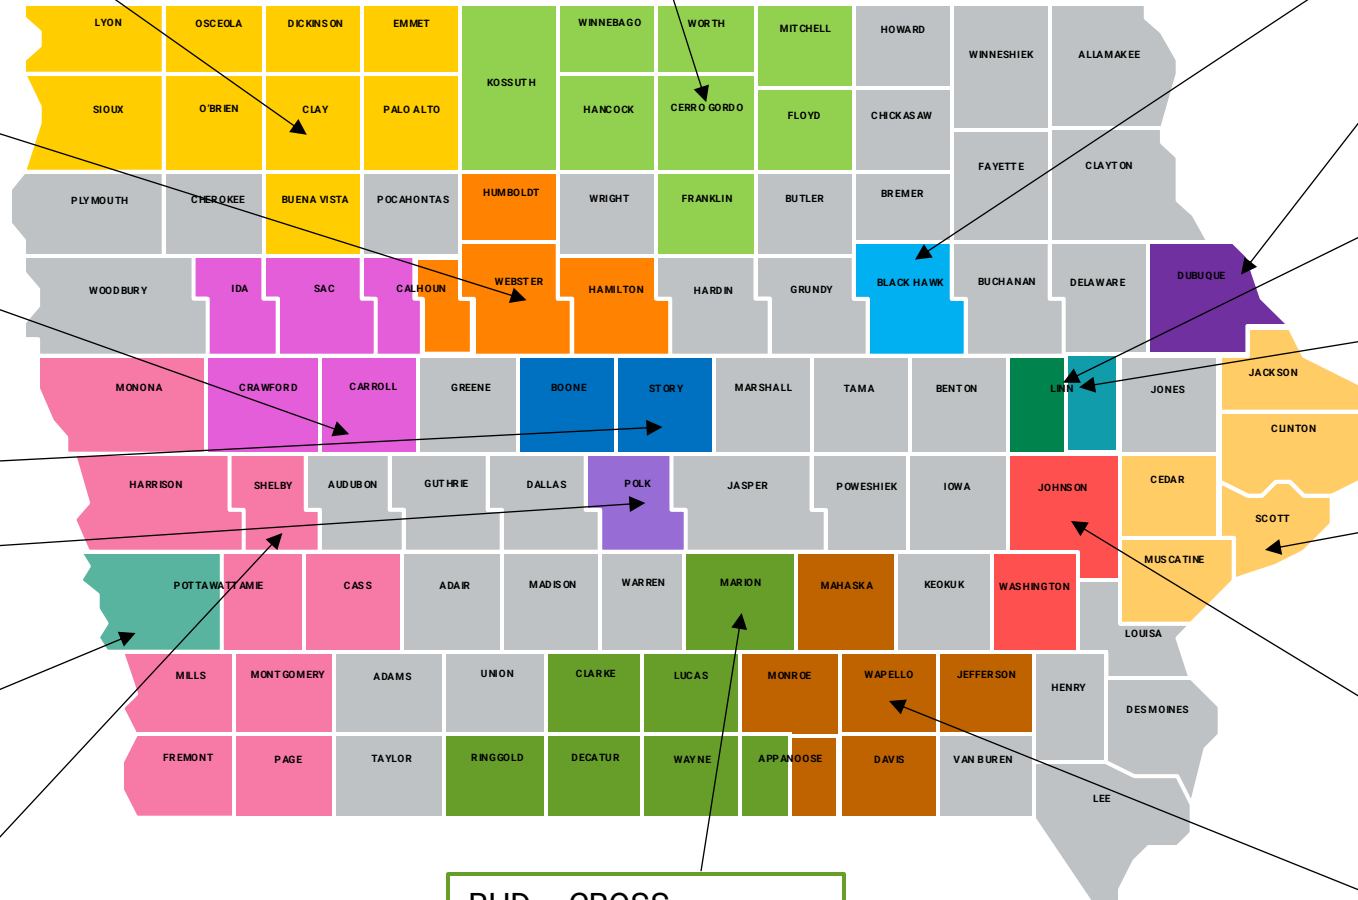 LYON
OSCEOLA
DICKINSON
EMMET
WINNEBAGO
WORTH
MITCHELL
HOWARD
WINNESHIEK
ALLAMAKEE
KOSSUTH
SIOUX
O'BRIEN
CLAY
PALO ALTO
HANCOCK
CERRO GORDO
FLOYD
CHICKASAW
FAYETTE
CLAYTON
PLYMOUTH
CHEROKEE
BUENA VISTA
POCAHONTAS
HUMBOLDT
WRIGHT
FRANKLIN
BUTLER
BREMER
WOODBURY
IDA
SAC
CALHOUN
WEBSTER
HAMILTON
HARDIN
GRUNDY
BLACK HAWK
BUCHANAN
DELAWARE
DUBUQUE
MONONA
CRAWFORD
CARROLL
GREENE
BOONE
STORY
MARSHALL
TAMA
BENTON
LINN
JONES
JACKSON
CLINTON
HARRISON
SHELBY
AUDUBON
GUTHRIE
DALLAS
POLK
JASPER
POWESHIEK
IOWA
JOHNSON
CEDAR
SCOTT
MUSCATINE
POTTAWATTAMIE
CASS
ADAIR
MADISON
WARREN
MARION
MAHASKA
KEOKUK
WASHINGTON
LOUISA
MILLS
MONTGOMERY
ADAMS
UNION
CLARKE
LUCAS
MONROE
WAPELLO
JEFFERSON
HENRY
DES MOINES
FREMONT
PAGE
TAYLOR
RINGGOLD
DECATUR
WAYNE
APPANOOSE
DAVIS
VAN BUREN
LEE